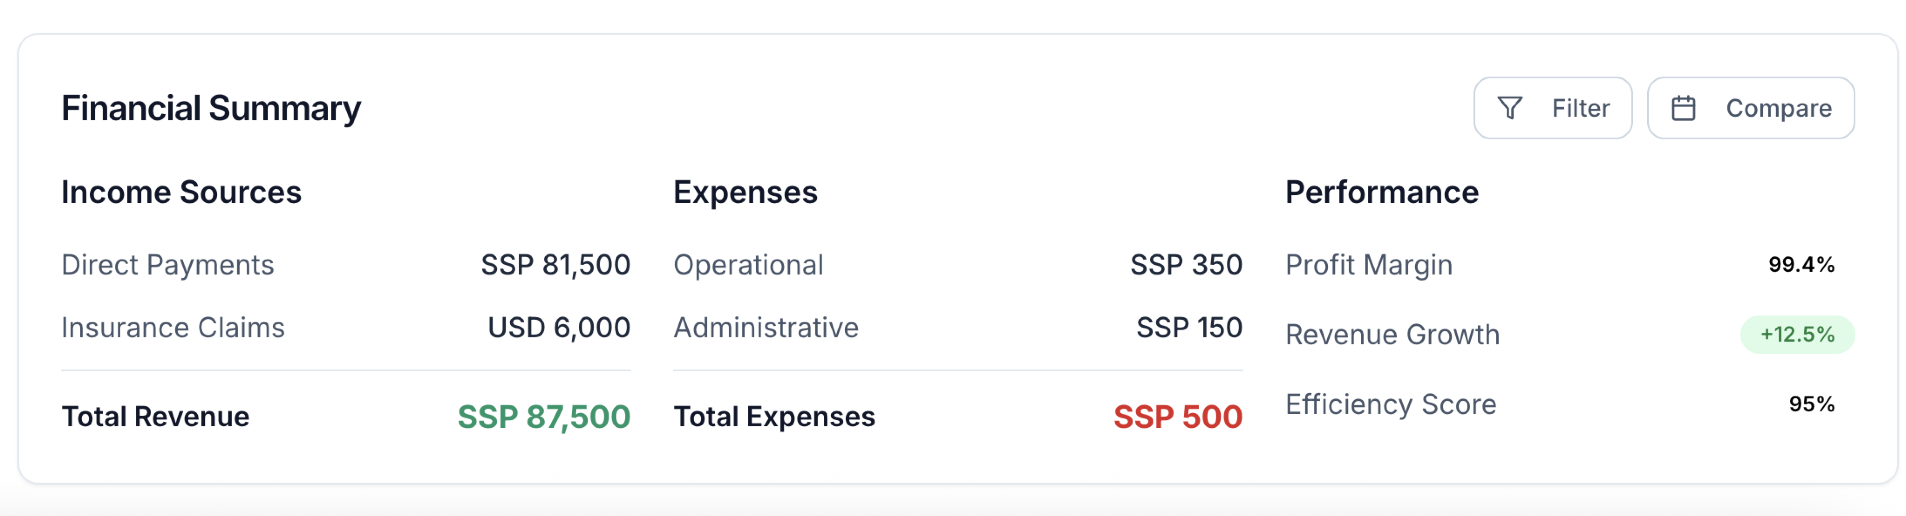 Financial Summary
Filter
Compare
Income Sources
Direct Payments SSP 81,500
Insurance Claims USD 6,000
Total Revenue SSP 87,500
Expenses
Operational SSP 350
Administrative SSP 150
Total Expenses SSP 500
Performance
Profit Margin 99.4%
Revenue Growth +12.5%
Efficiency Score 95%